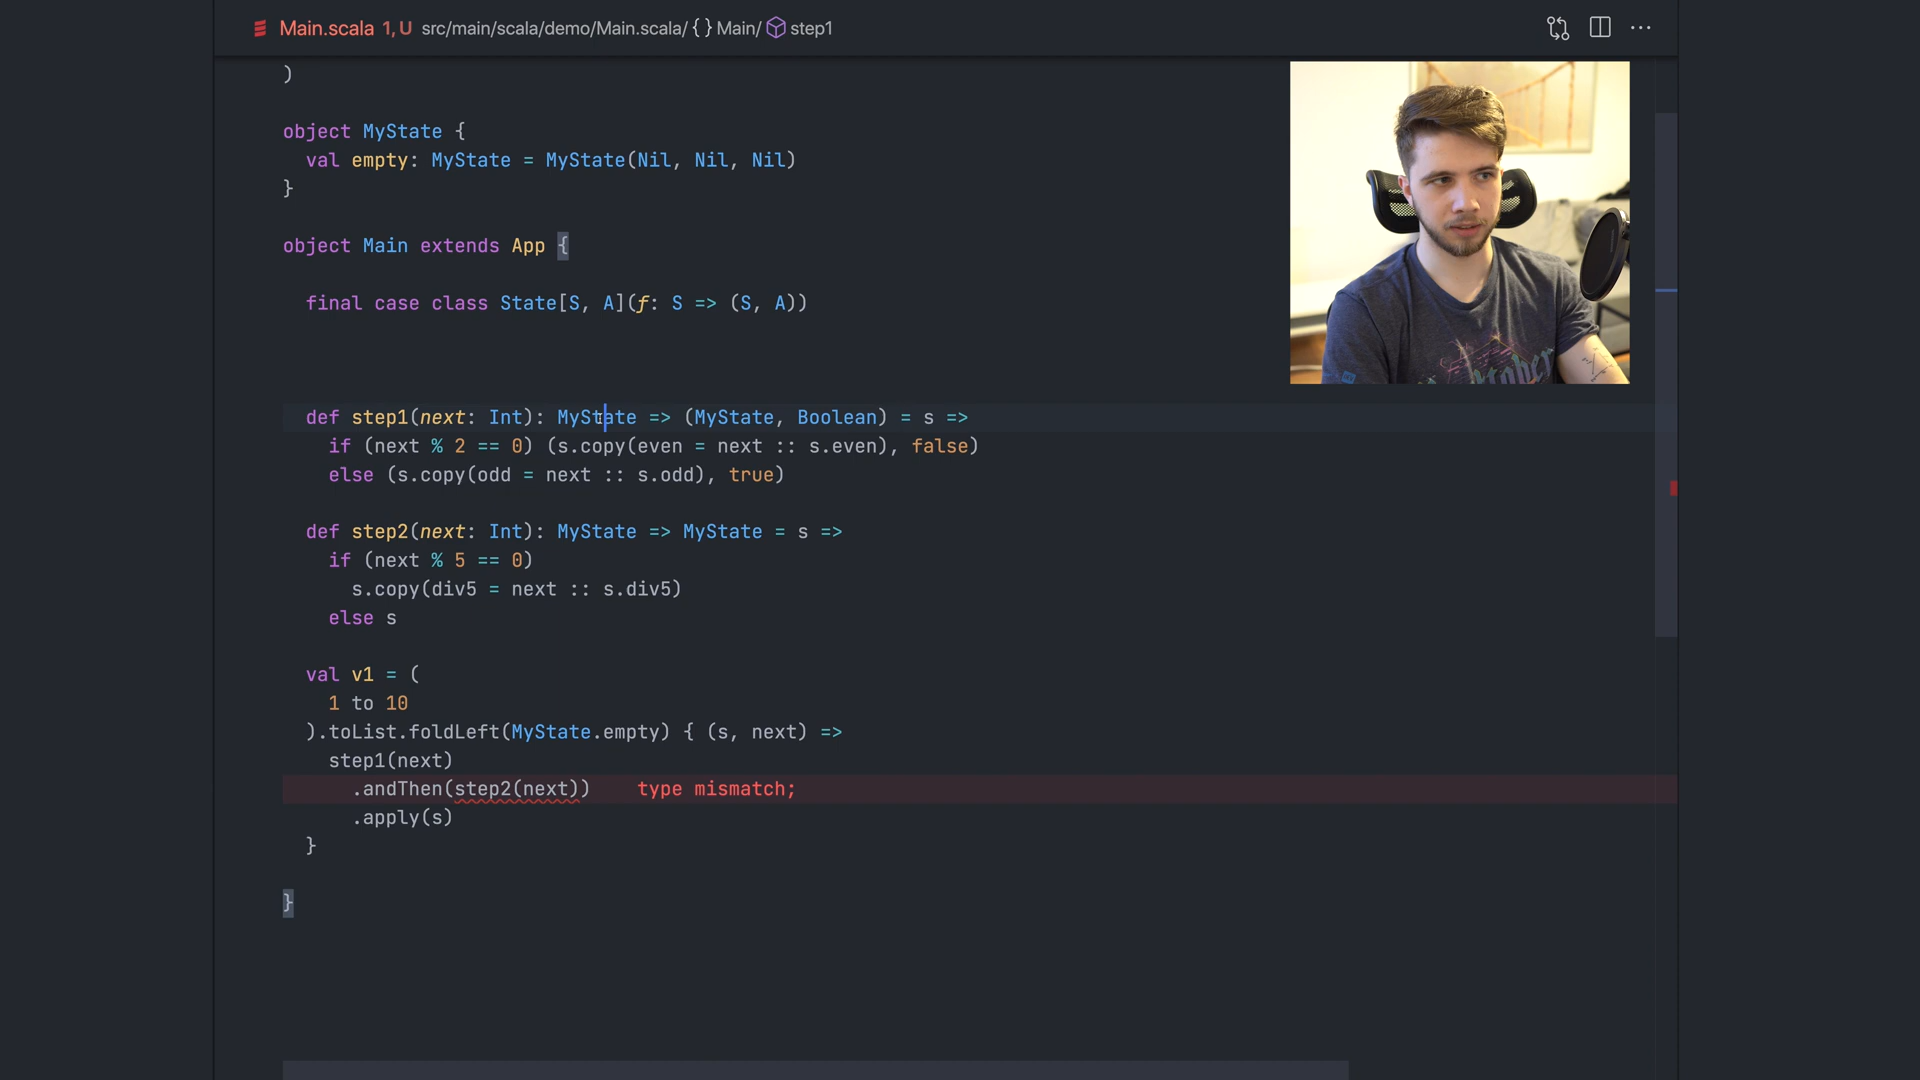 Main.scala 1, U src/main/scala/demo/Main.scala/ {} Main/ step1
)
object MyState {
  val empty: MyState = MyState(Nil, Nil, Nil)
}
object Main extends App {
  final case class State[S, A](f: S => (S, A))
  def step1(next: Int): MyState => (MyState, Boolean) = s =>
    if (next % 2 == 0) (s.copy(even = next :: s.even), false)
    else (s.copy(odd = next :: s.odd), true)
  def step2(next: Int): MyState => MyState = s =>
    if (next % 5 == 0)
      s.copy(div5 = next :: s.div5)
    else s
  val v1 = (
    1 to 10
  ).toList.foldLeft(MyState.empty) { (s, next) =>
    step1(next)
      .andThen(step2(next))    type mismatch;
      .apply(s)
  }
}